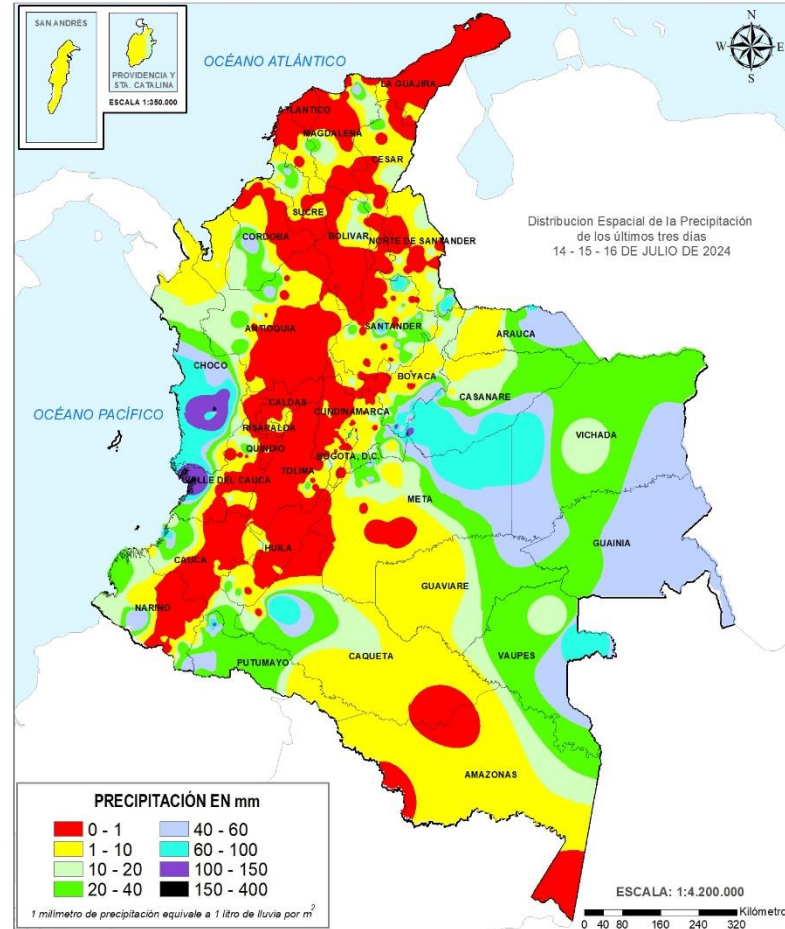 SAN ANDRÉS
PROVIDENCIA Y
STA. CATALINA
ESCALA 1:350.000
OCÉANO ATLÁNTICO
N
W
E
S
LA GUAJIRA
ATLANTICO
MAGDALENA
CESAR
SUCRE
CORDOBA
BOLIVAR
NORTE DE SANTANDER
Distribucion Espacial de la Precipitación
de los últimos tres días
14 - 15 - 16 DE JULIO DE 2024
ANTIOQUIA
SANTANDER
ARAUCA
CHOCO
BOYACA
CASANARE
OCÉANO PACÍFICO
CALDAS
CUNDINAMARCA
RISARALDA
VICHADA
QUINDIO
BOGOTA, D.C.
TOLIMA
VALLE DEL CAUCA
META
GUAINIA
HUILA
CAUCA
GUAVIARE
NARIÑO
CAQUETA
VAUPES
PUTUMAYO
AMAZONAS
PRECIPITACIÓN EN mm
0 - 1
40 - 60
1 - 10
60 - 100
10 - 20
100 - 150
20 - 40
150 - 400
1 milímetro de precipitación equivale a 1 litro de lluvia por m²
ESCALA: 1:4.200.000
Kilómetro
0 40 80 160 240 320